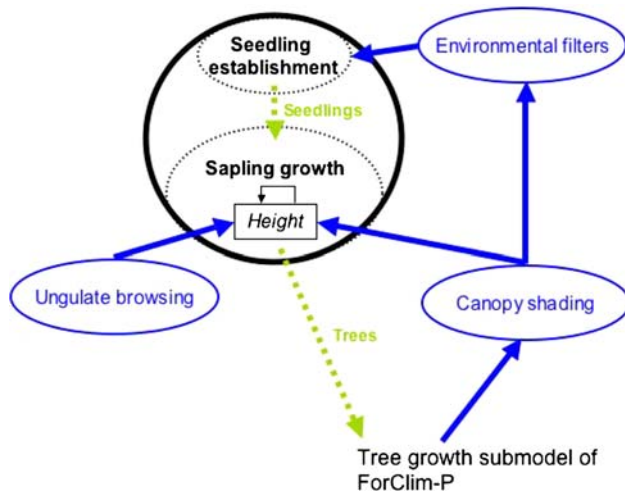 Seedling
establishment
Environmental filters
Seedlings
Sapling growth
Height
Ungulate browsing
Canopy shading
Trees
Tree growth submodel of
ForClim-P